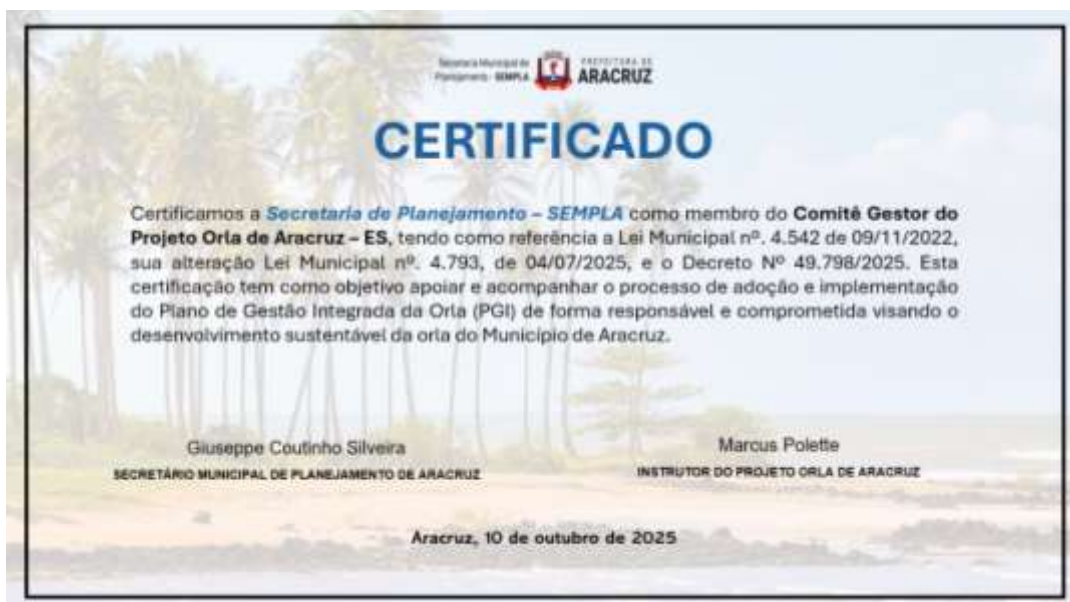 Secretaria Municipal de
Planejamento - SEMPLA
PREFEITURA DE
ARACRUZ
CERTIFICADO
Certificamos a Secretaria de Planejamento – SEMPLA como membro do Comitê Gestor do
Projeto Orla de Aracruz – ES, tendo como referência a Lei Municipal nº. 4.542 de 09/11/2022,
sua alteração Lei Municipal nº. 4.793, de 04/07/2025, e o Decreto Nº 49.798/2025. Esta
certificação tem como objetivo apoiar e acompanhar o processo de adoção e implementação
do Plano de Gestão Integrada da Orla (PGI) de forma responsável e comprometida visando o
desenvolvimento sustentável da orla do Município de Aracruz.
Giuseppe Coutinho Silveira
SECRETÁRIO MUNICIPAL DE PLANEJAMENTO DE ARACRUZ
Marcus Polette
INSTRUTOR DO PROJETO ORLA DE ARACRUZ
Aracruz, 10 de outubro de 2025